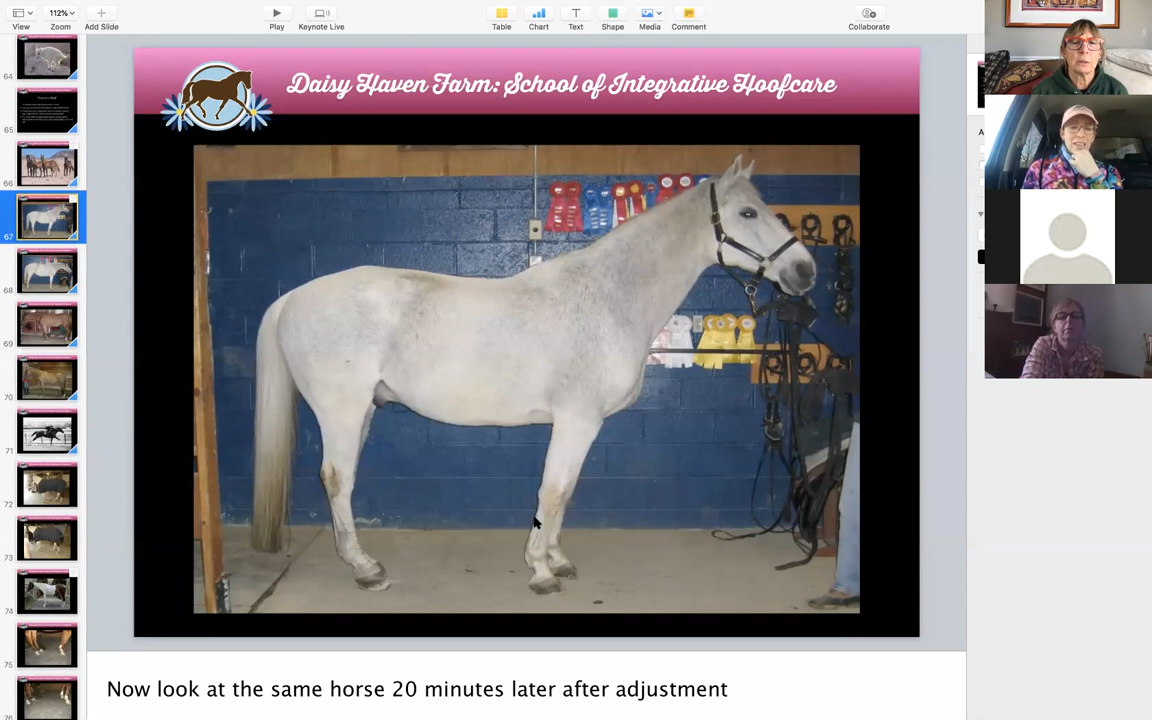 112%
View
Zoom
Add Slide
Play
Keynote Live
Table
Chart
Text
Shape
Media
Comment
Collaborate
64
65
66
67
68
69
70
71
72
73
74
75
76
Daisy Haven Farm: School of Integrative Hoofcare
Now look at the same horse 20 minutes later after adjustment